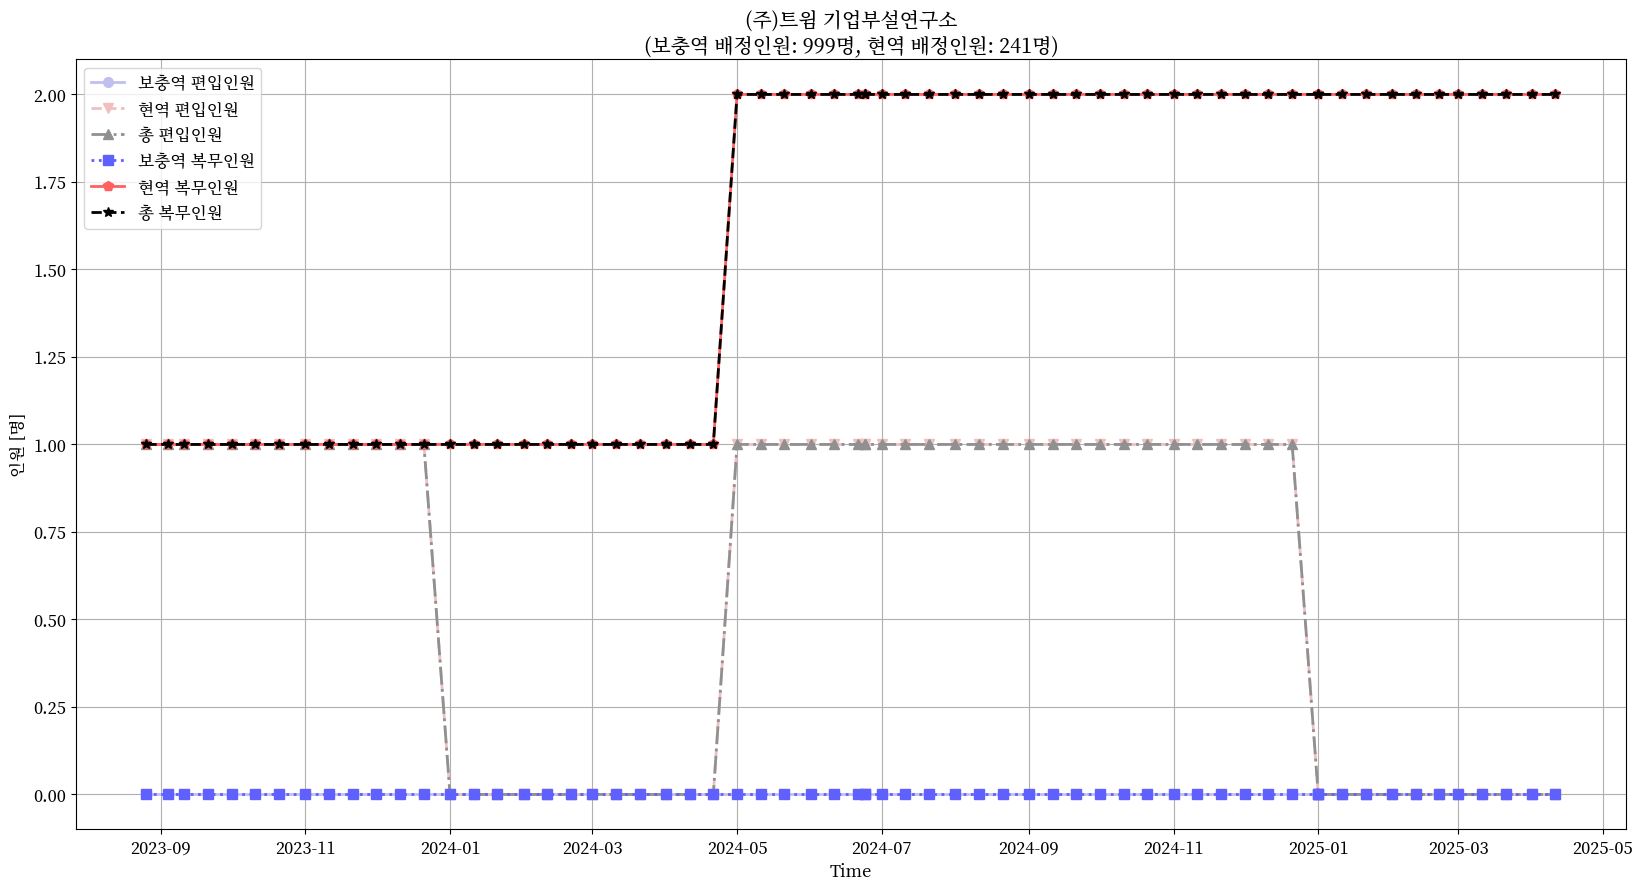 (주)트윔 기업부설연구소
(보충역 배정인원: 999명, 현역 배정인원: 241명)
보충역 편입인원
현역 편입인원
총 편입인원
보충역 복무인원
현역 복무인원
총 복무인원
2.00
1.75
1.50
1.25
1.00
0.75
0.50
0.25
0.00
인원 [명]
2023-09
2023-11
2024-01
2024-03
2024-05
2024-07
2024-09
2024-11
2025-01
2025-03
2025-05
Time